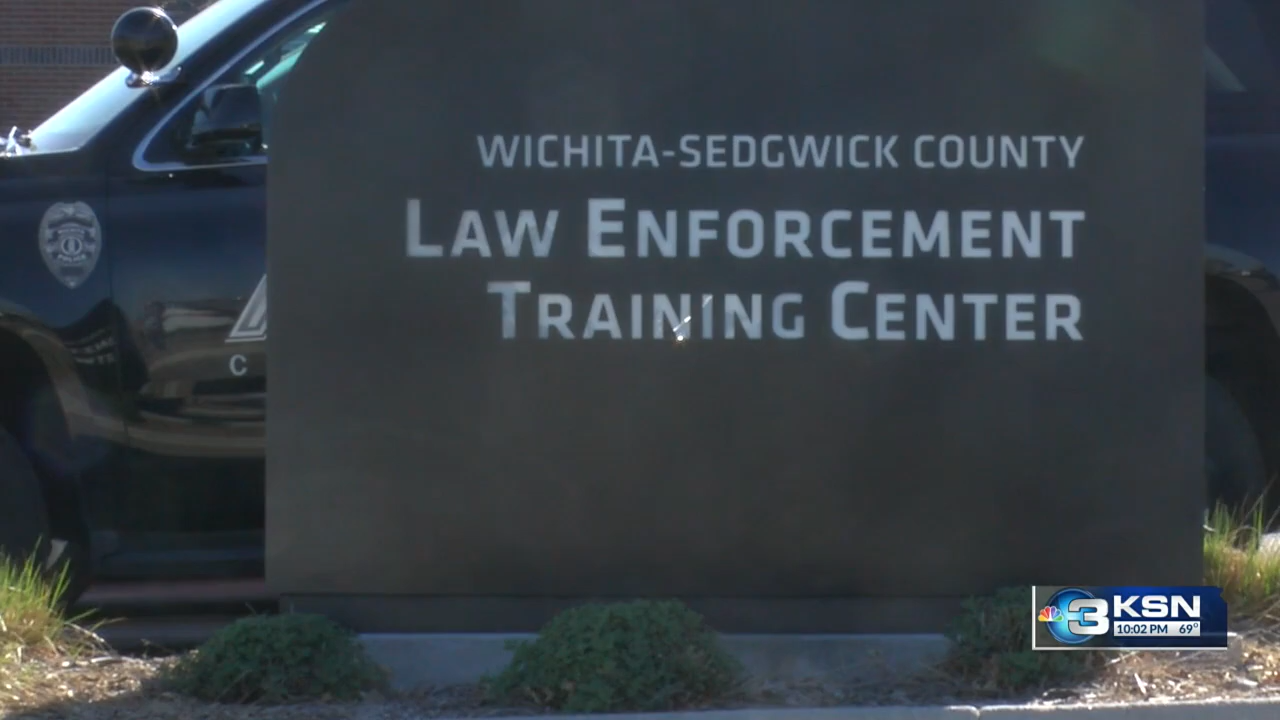 WICHITA-SEDGWICK COUNTY
LAW ENFORCEMENT
TRAINING CENTER
C
3 KSN
10:02 PM 69°